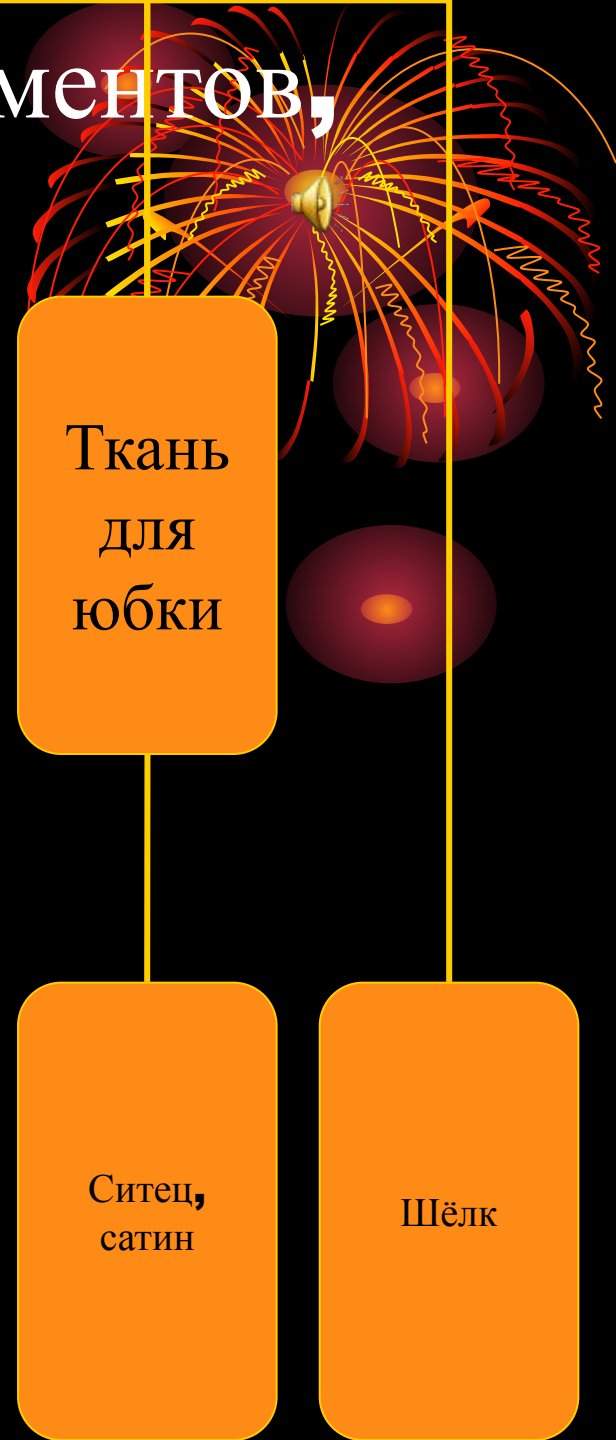 ментов,
Ткань
для
юбки
Ситец,
сатин
Шёлк